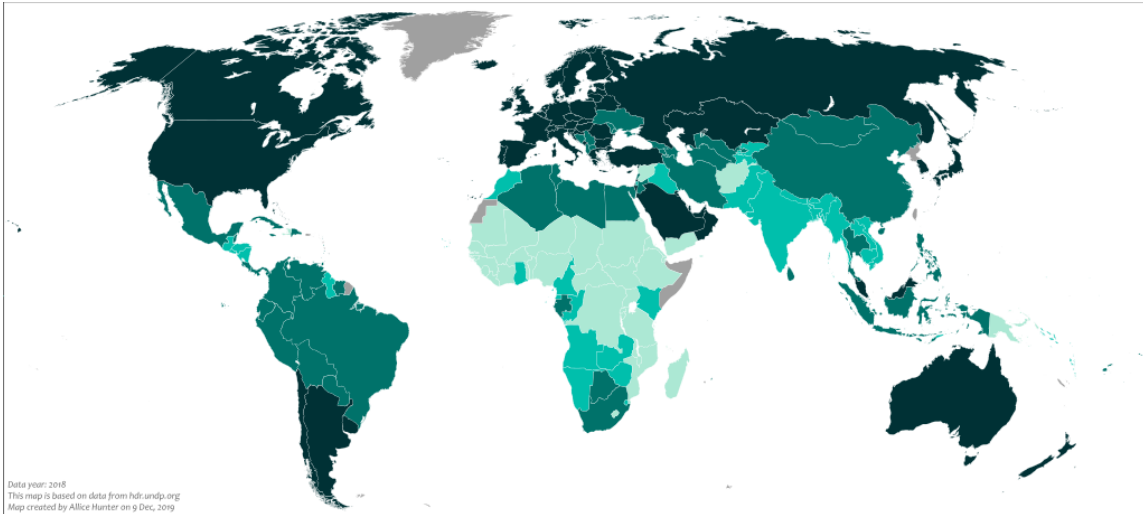 Data year: 2018
This map is based on data from hdr.undp.org
Map created by Allice Hunter on 9 Dec, 2019